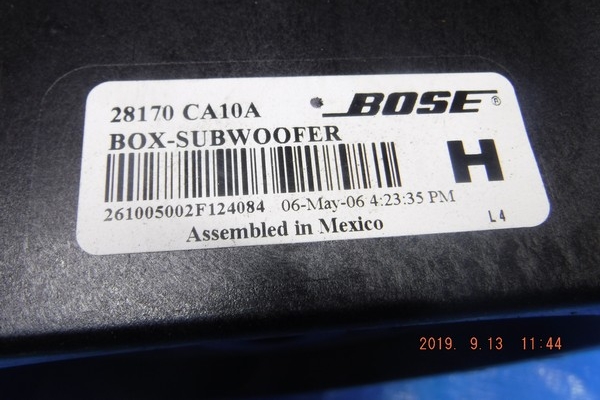 28170 CA10A BOSE®
BOX-SUBWOOFER
H
261005002F124084 06-May-06 4:23:35 PM
Assembled in Mexico L4
2019. 9.13 11:44